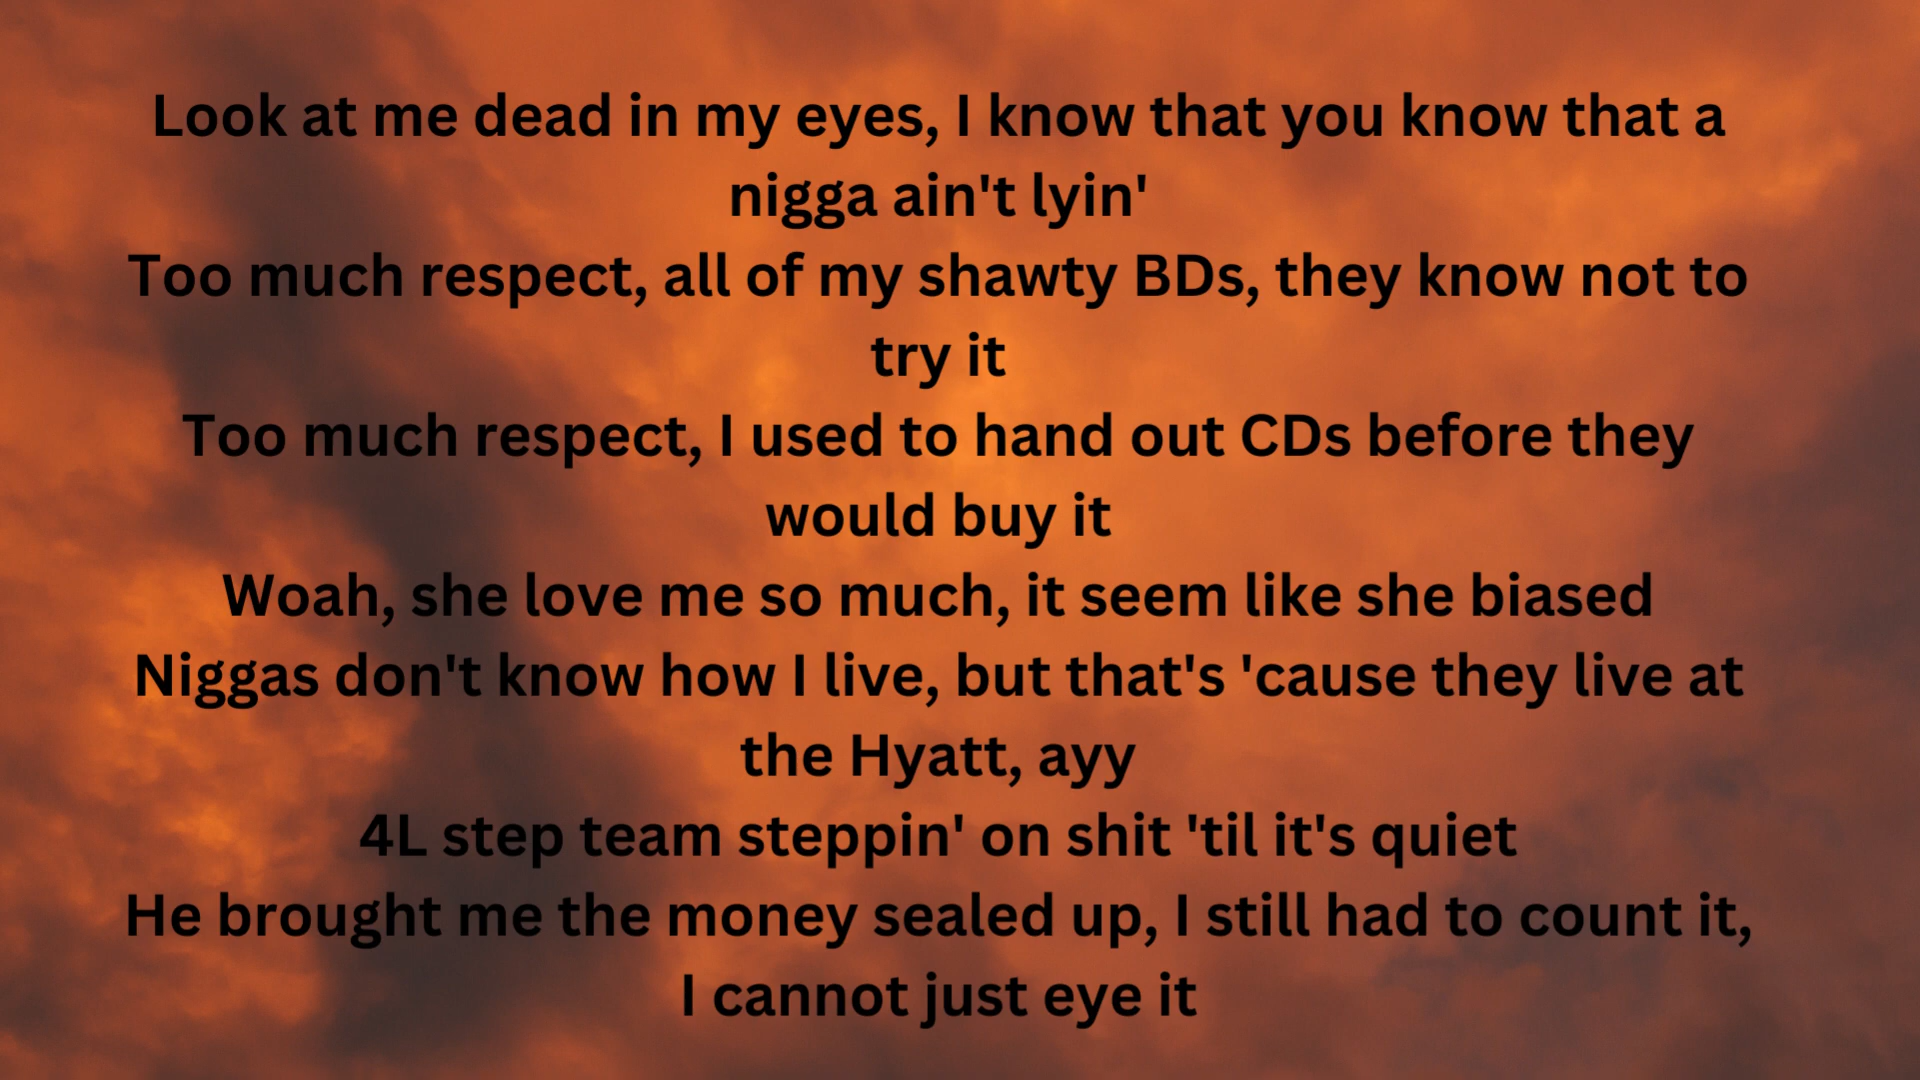 Look at me dead in my eyes, I know that you know that a
nigga ain't lyin'
Too much respect, all of my shawty BDs, they know not to
try it
Too much respect, I used to hand out CDs before they
would buy it
Woah, she love me so much, it seem like she biased
Niggas don't know how I live, but that's 'cause they live at
the Hyatt, ayy
4L step team steppin' on shit 'til it's quiet
He brought me the money sealed up, I still had to count it,
I cannot just eye it